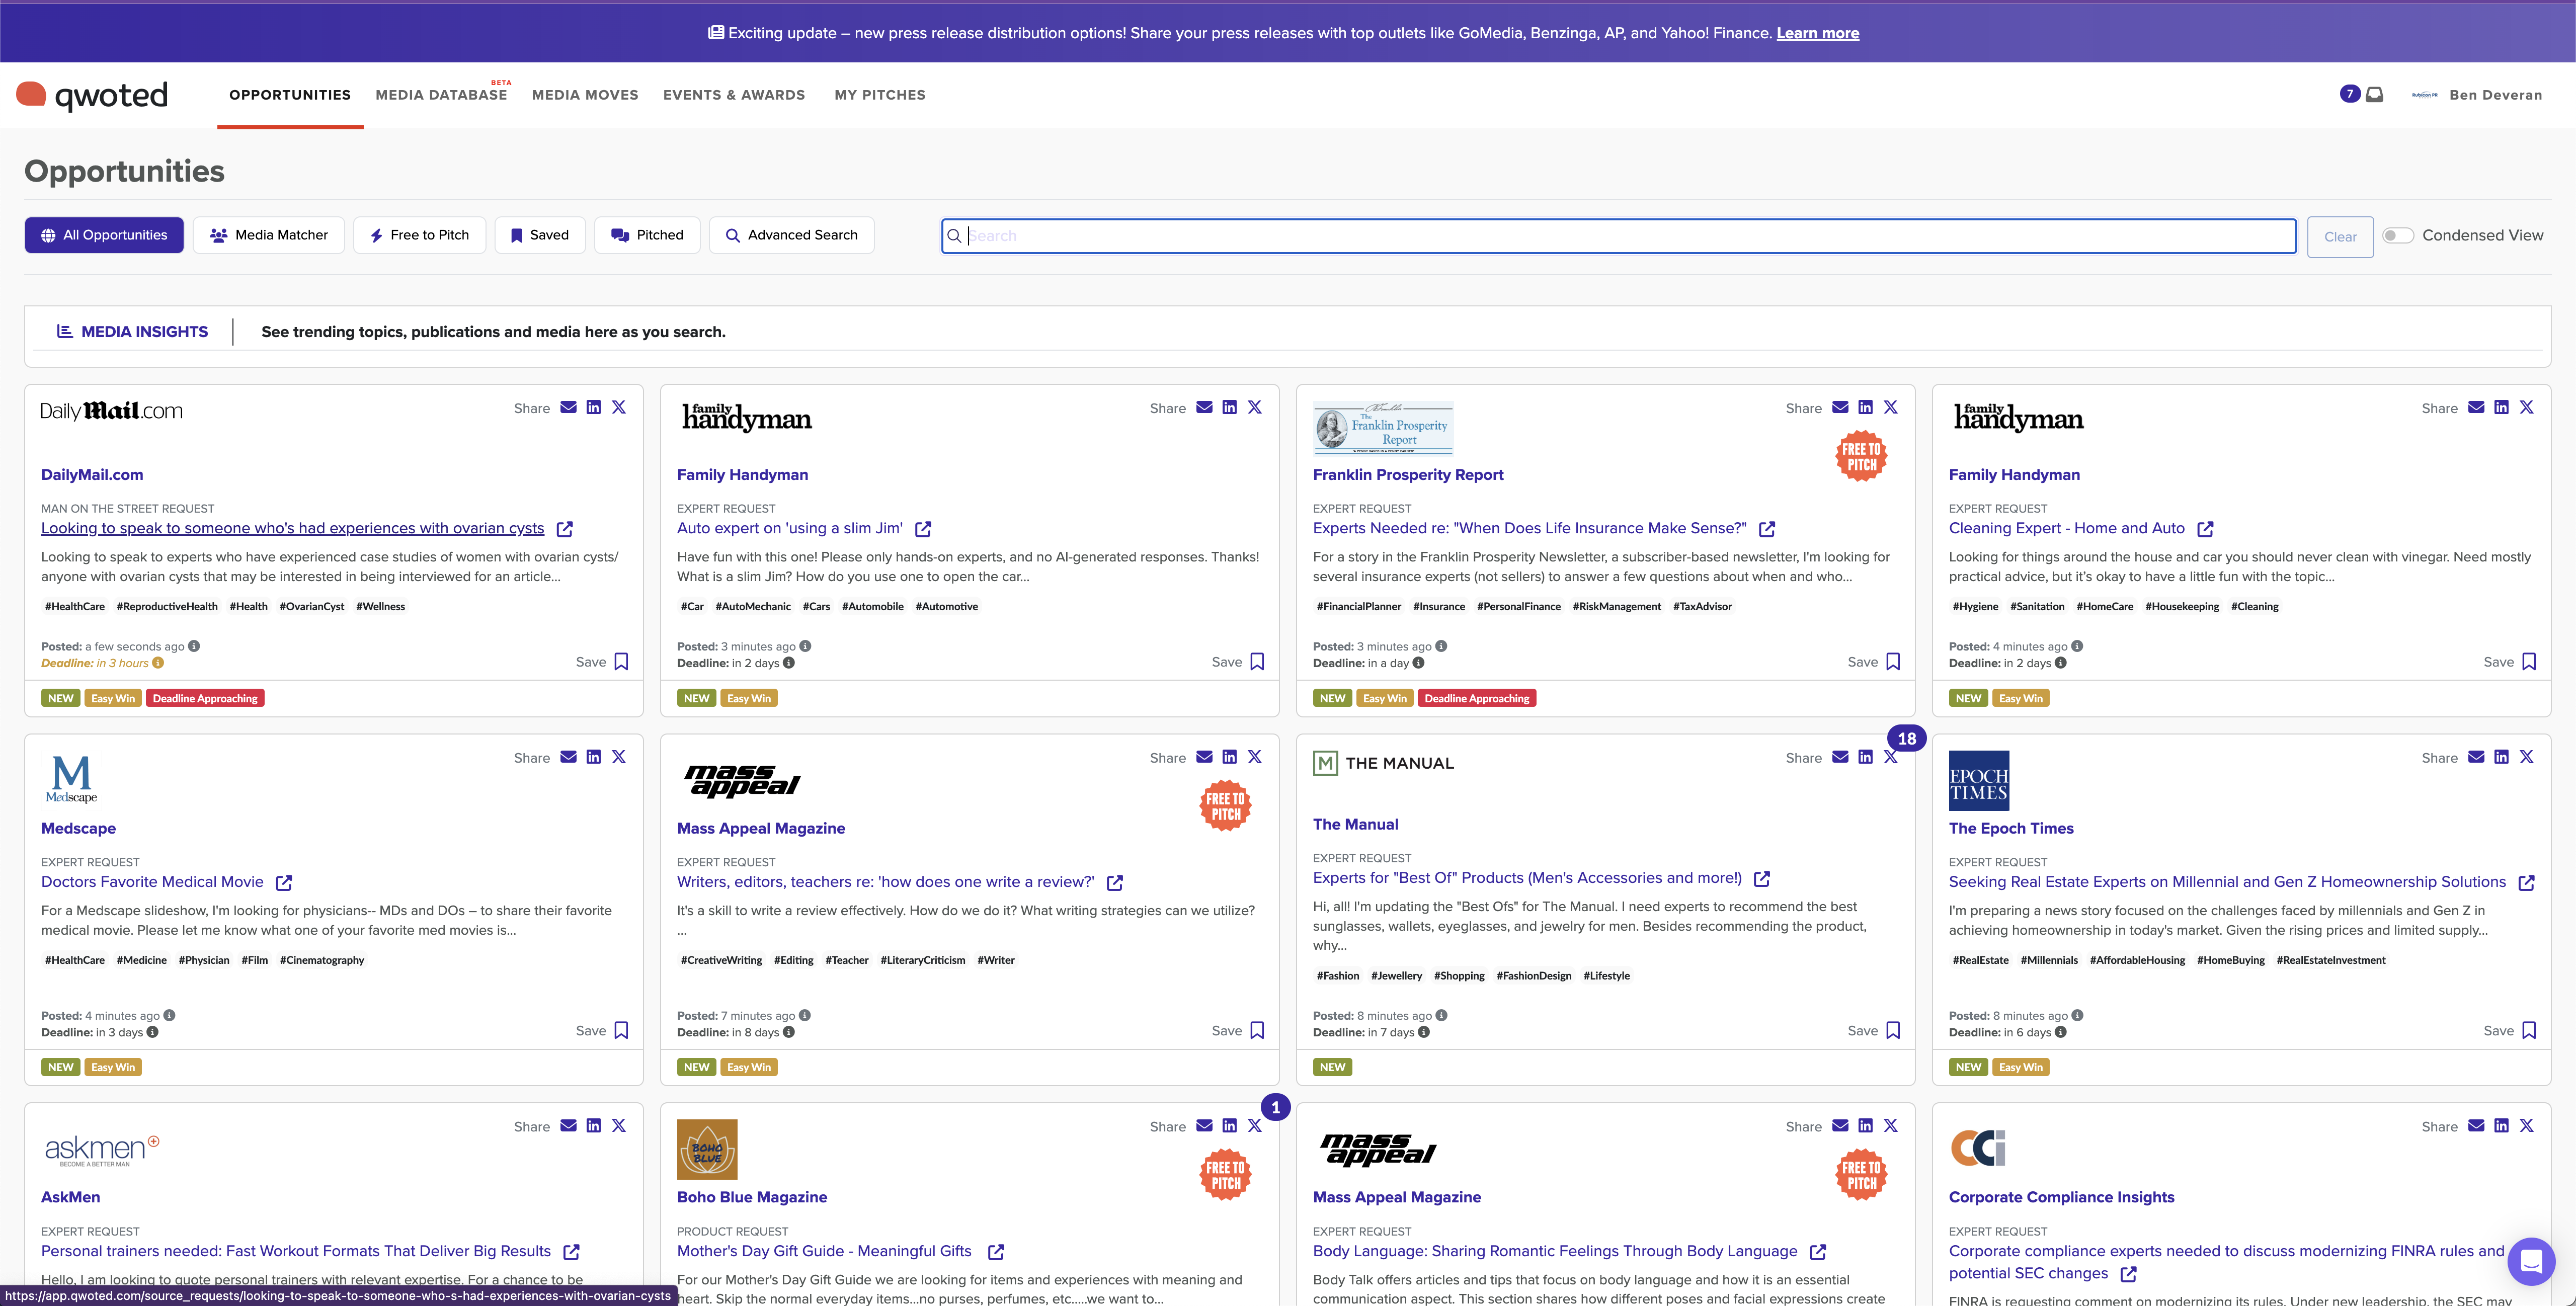 Exciting update – new press release distribution options! Share your press releases with top outlets like GoMedia, Benzinga, AP, and Yahoo! Finance. Learn more
qwoted
OPPORTUNITIES MEDIA DATABASE BETA MEDIA MOVES EVENTS & AWARDS MY PITCHES
7 Rubicon PR Ben Deveran
Opportunities
All Opportunities Media Matcher Free to Pitch Saved Pitched Advanced Search Search Clear Condensed View
MEDIA INSIGHTS See trending topics, publications and media here as you search.
Daily Mail.com Share
DailyMail.com
MAN ON THE STREET REQUEST
Looking to speak to someone who's had experiences with ovarian cysts
Looking to speak to experts who have experienced case studies of women with ovarian cysts/
anyone with ovarian cysts that may be interested in being interviewed for an article...
#HealthCare #ReproductiveHealth #Health #OvarianCyst #Wellness
Posted: a few seconds ago
Deadline: in 3 hours Save
NEW Easy Win Deadline Approaching
family handyman Share
Family Handyman
EXPERT REQUEST
Auto expert on 'using a slim Jim'
Have fun with this one! Please only hands-on experts, and no AI-generated responses. Thanks!
What is a slim Jim? How do you use one to open the car...
#Car #AutoMechanic #Cars #Automobile #Automotive
Posted: 3 minutes ago
Deadline: in 2 days Save
NEW Easy Win
The Franklin Prosperity Report Share
FREE TO PITCH
Franklin Prosperity Report
EXPERT REQUEST
Experts Needed re: "When Does Life Insurance Make Sense?"
For a story in the Franklin Prosperity Newsletter, a subscriber-based newsletter, I'm looking for
several insurance experts (not sellers) to answer a few questions about when and who...
#FinancialPlanner #Insurance #PersonalFinance #RiskManagement #TaxAdvisor
Posted: 3 minutes ago
Deadline: in a day Save
NEW Easy Win Deadline Approaching
family handyman Share
Family Handyman
EXPERT REQUEST
Cleaning Expert - Home and Auto
Looking for things around the house and car you should never clean with vinegar. Need mostly
practical advice, but it's okay to have a little fun with the topic...
#Hygiene #Sanitation #HomeCare #Housekeeping #Cleaning
Posted: 4 minutes ago
Deadline: in 2 days Save
NEW Easy Win
M Medscape Share
Medscape
EXPERT REQUEST
Doctors Favorite Medical Movie
For a Medscape slideshow, I'm looking for physicians-- MDs and DOs – to share their favorite
medical movie. Please let me know what one of your favorite med movies is...
#HealthCare #Medicine #Physician #Film #Cinematography
Posted: 4 minutes ago
Deadline: in 3 days Save
NEW Easy Win
mass appeal Share
FREE TO PITCH
Mass Appeal Magazine
EXPERT REQUEST
Writers, editors, teachers re: 'how does one write a review?'
It's a skill to write a review effectively. How do we do it? What writing strategies can we utilize?
...
#CreativeWriting #Editing #Teacher #LiteraryCriticism #Writer
Posted: 7 minutes ago
Deadline: in 8 days Save
NEW Easy Win
M THE MANUAL Share 18
The Manual
EXPERT REQUEST
Experts for "Best Of" Products (Men's Accessories and more!)
Hi, all! I'm updating the "Best Ofs" for The Manual. I need experts to recommend the best
sunglasses, wallets, eyeglasses, and jewelry for men. Besides recommending the product,
why...
#Fashion #Jewellery #Shopping #FashionDesign #Lifestyle
Posted: 8 minutes ago
Deadline: in 7 days Save
NEW
EPOCH TIMES Share
The Epoch Times
EXPERT REQUEST
Seeking Real Estate Experts on Millennial and Gen Z Homeownership Solutions
I'm preparing a news story focused on the challenges faced by millennials and Gen Z in
achieving homeownership in today's market. Given the rising prices and limited supply...
#RealEstate #Millennials #AffordableHousing #HomeBuying #RealEstateInvestment
Posted: 8 minutes ago
Deadline: in 6 days Save
NEW Easy Win
askmen Share
BECOME A BETTER MAN
AskMen
EXPERT REQUEST
Personal trainers needed: Fast Workout Formats That Deliver Big Results
Hello, I am looking to quote personal trainers with relevant expertise. For a chance to be
BOHO BLUE Share 1
FREE TO PITCH
Boho Blue Magazine
PRODUCT REQUEST
Mother's Day Gift Guide - Meaningful Gifts
For our Mother's Day Gift Guide we are looking for items and experiences with meaning and
heart. Skip the normal everyday items...no purses, perfumes, etc.....we want to...
mass appeal Share
FREE TO PITCH
Mass Appeal Magazine
EXPERT REQUEST
Body Language: Sharing Romantic Feelings Through Body Language
Body Talk offers articles and tips that focus on body language and how it is an essential
communication aspect. This section shares how different poses and facial expressions create
CCI Share
Corporate Compliance Insights
EXPERT REQUEST
Corporate compliance experts needed to discuss modernizing FINRA rules and
potential SEC changes
FINRA is requesting comment on modernizing its rules. Under new leadership, the SEC may
https://app.qwoted.com/source_requests/looking-to-speak-to-someone-who-s-had-experiences-with-ovarian-cysts